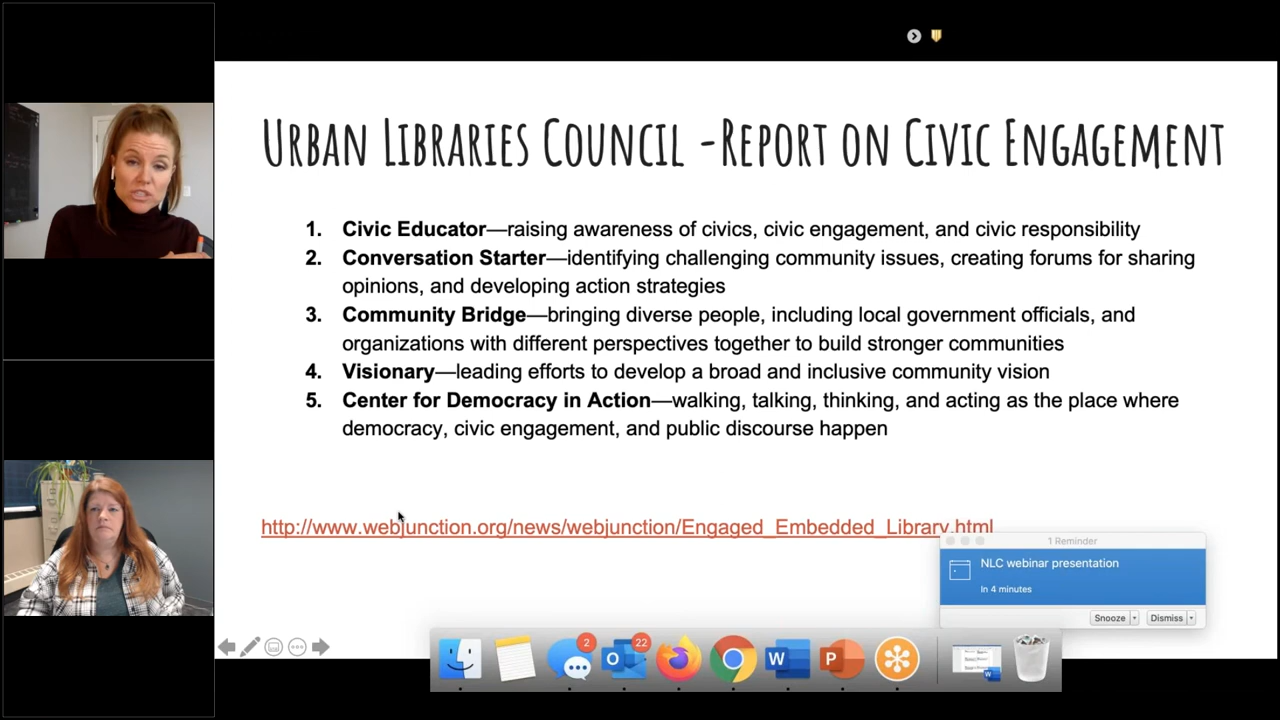 Urban Libraries Council -Report on Civic Engagement
1. Civic Educator—raising awareness of civics, civic engagement, and civic responsibility
2. Conversation Starter—identifying challenging community issues, creating forums for sharing
opinions, and developing action strategies
3. Community Bridge—bringing diverse people, including local government officials, and
organizations with different perspectives together to build stronger communities
4. Visionary—leading efforts to develop a broad and inclusive community vision
5. Center for Democracy in Action—walking, talking, thinking, and acting as the place where
democracy, civic engagement, and public discourse happen
http://www.webjunction.org/news/webjunction/Engaged_Embedded_Library.html
1 Reminder
NLC webinar presentation
In 4 minutes
Snooze
Dismiss
2
22
O
W
P
W